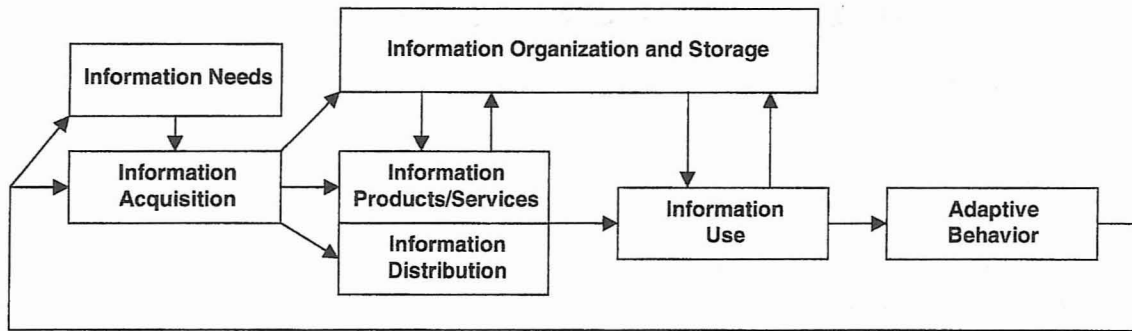 Information Organization and Storage
Information Needs
Information
Acquisition
Information
Products/Services
Information
Distribution
Information
Use
Adaptive
Behavior